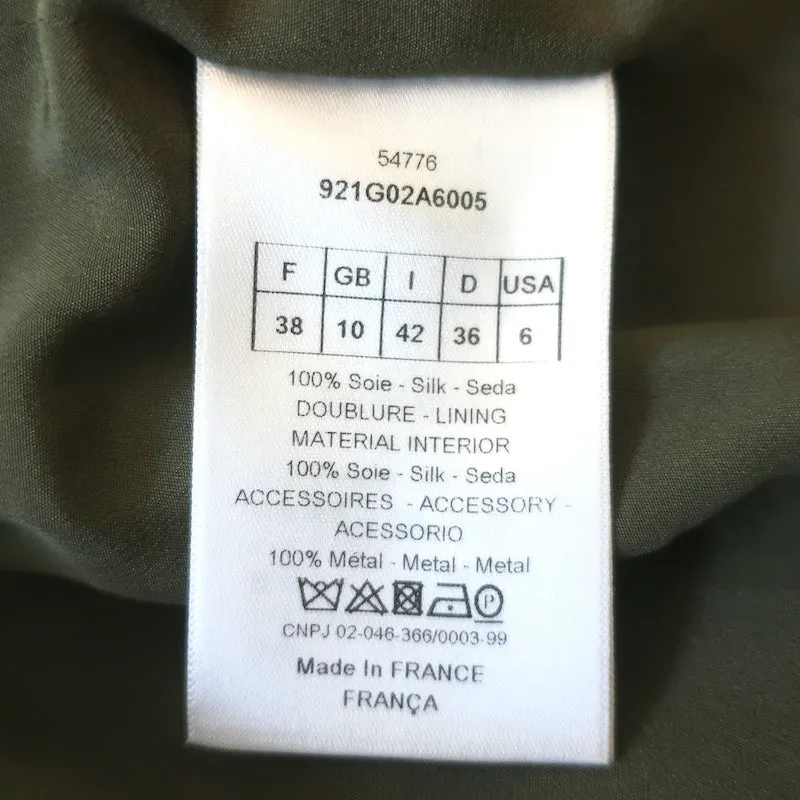 54776
921G02A6005
F GB I D USA
38 10 42 36 6
100% Soie - Silk - Seda
DOUBLURE - LINING
MATERIAL INTERIOR
100% Soie - Silk - Seda
ACCESSOIRES - ACCESSORY -
ACESSORIO
100% Métal - Metal - Metal
P
CNPJ 02-046-366/0003-99
Made In FRANCE
FRANÇA